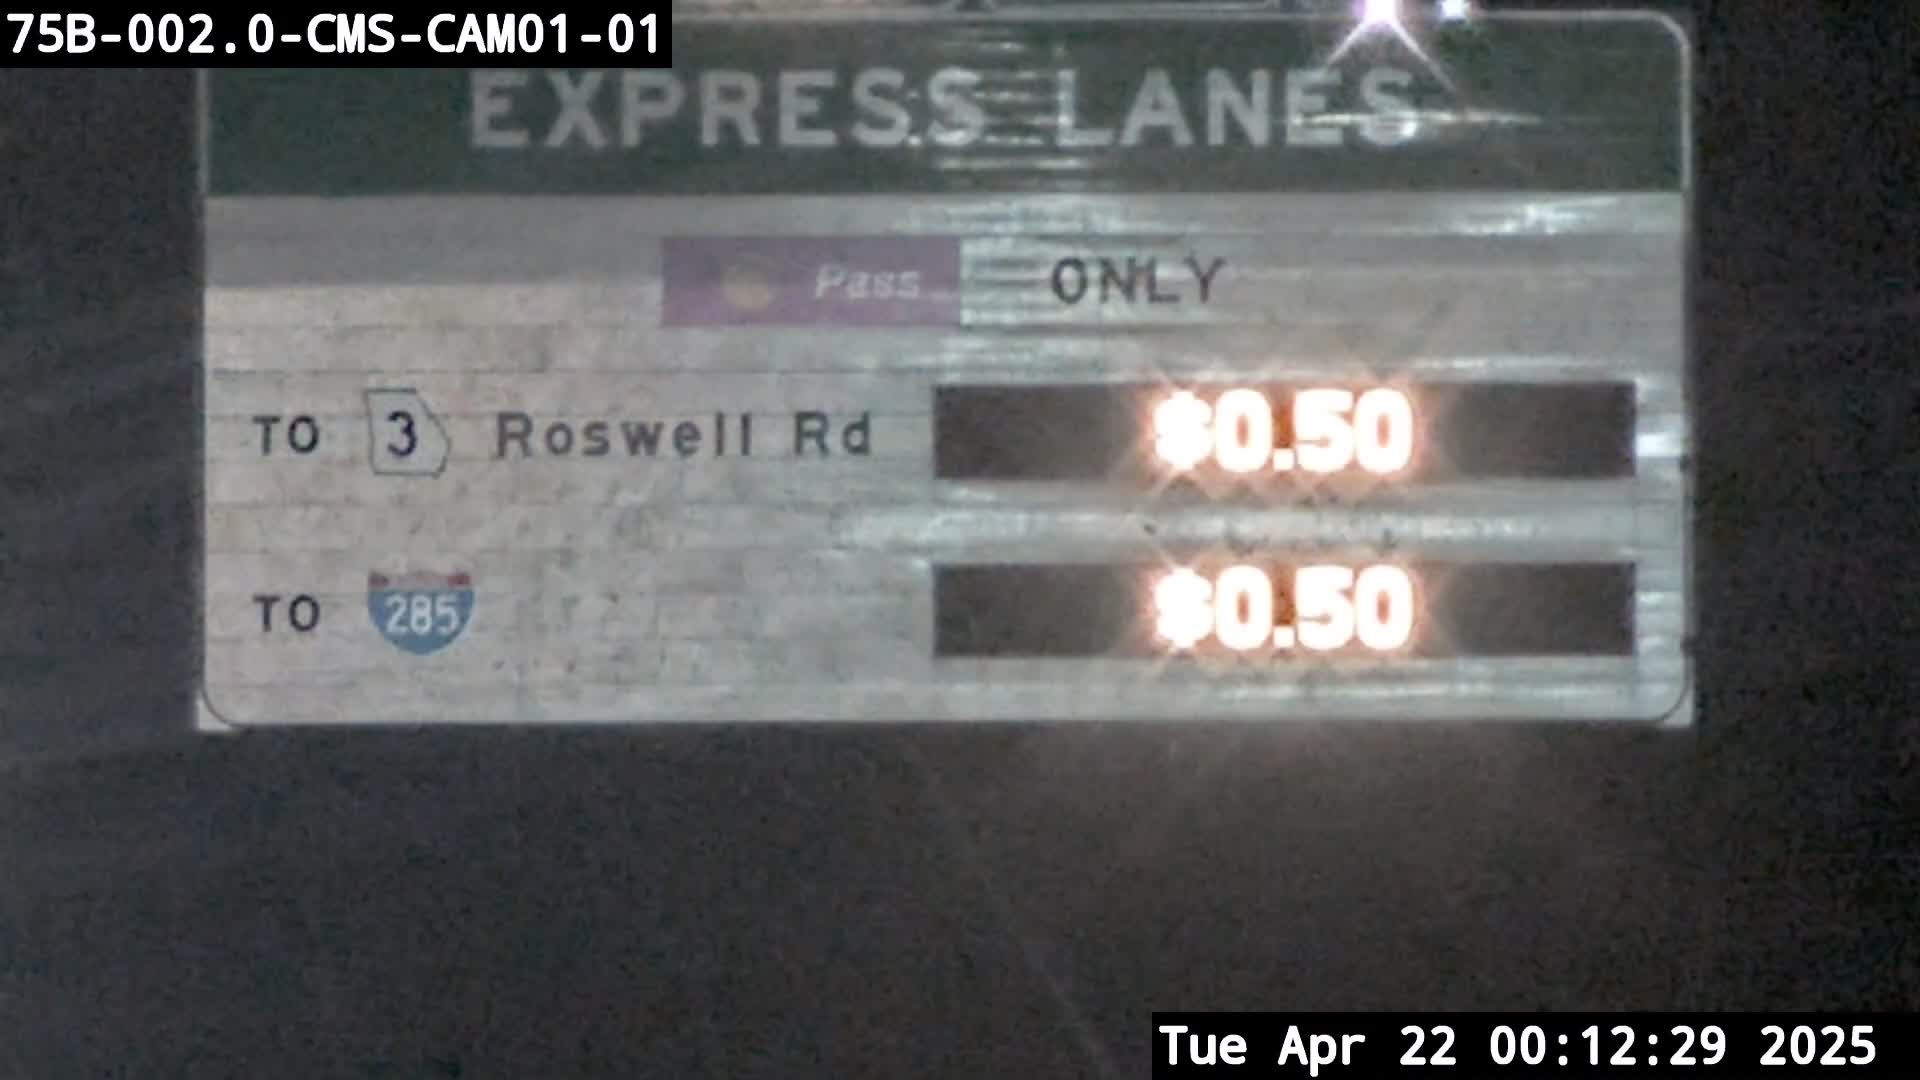 75B-002.0-CMS-CAM01-01
EXPRESS LANES
Pass ONLY
TO 3 Roswell Rd $0.50
TO 285 $0.50
Tue Apr 22 00:12:29 2025